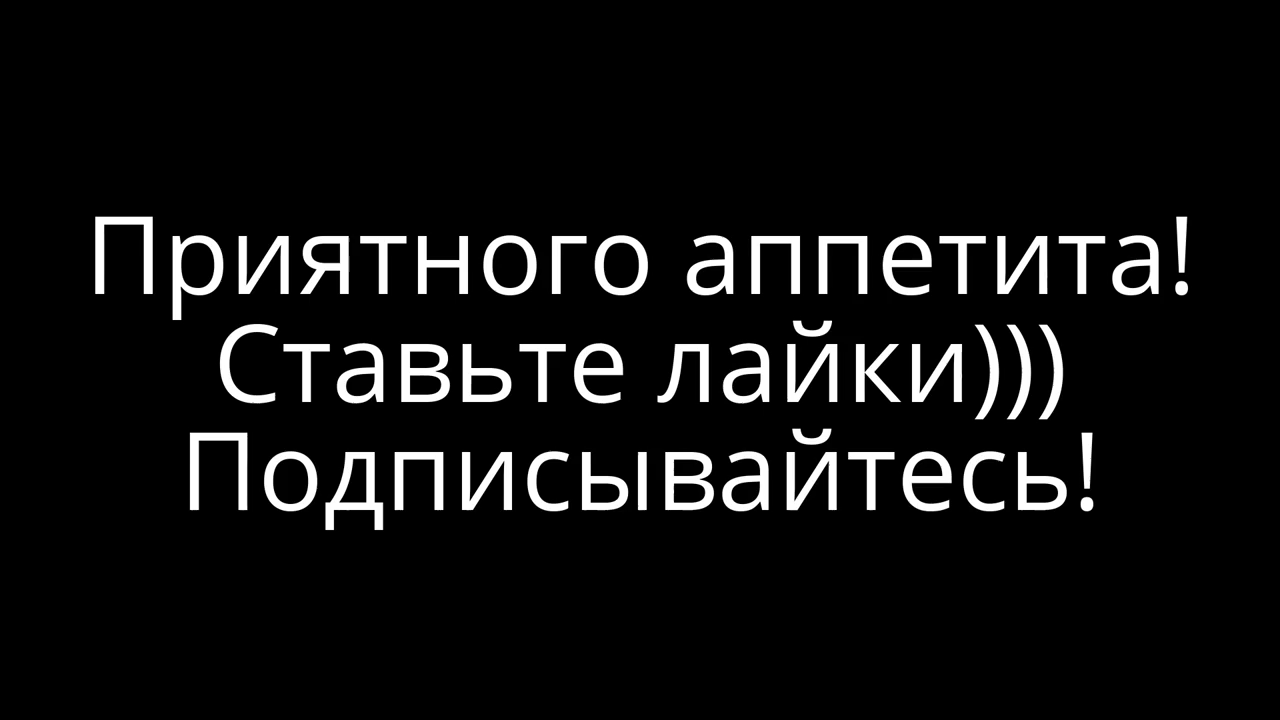 Приятного аппетита!
Ставьте лайки)))
Подписывайтесь!